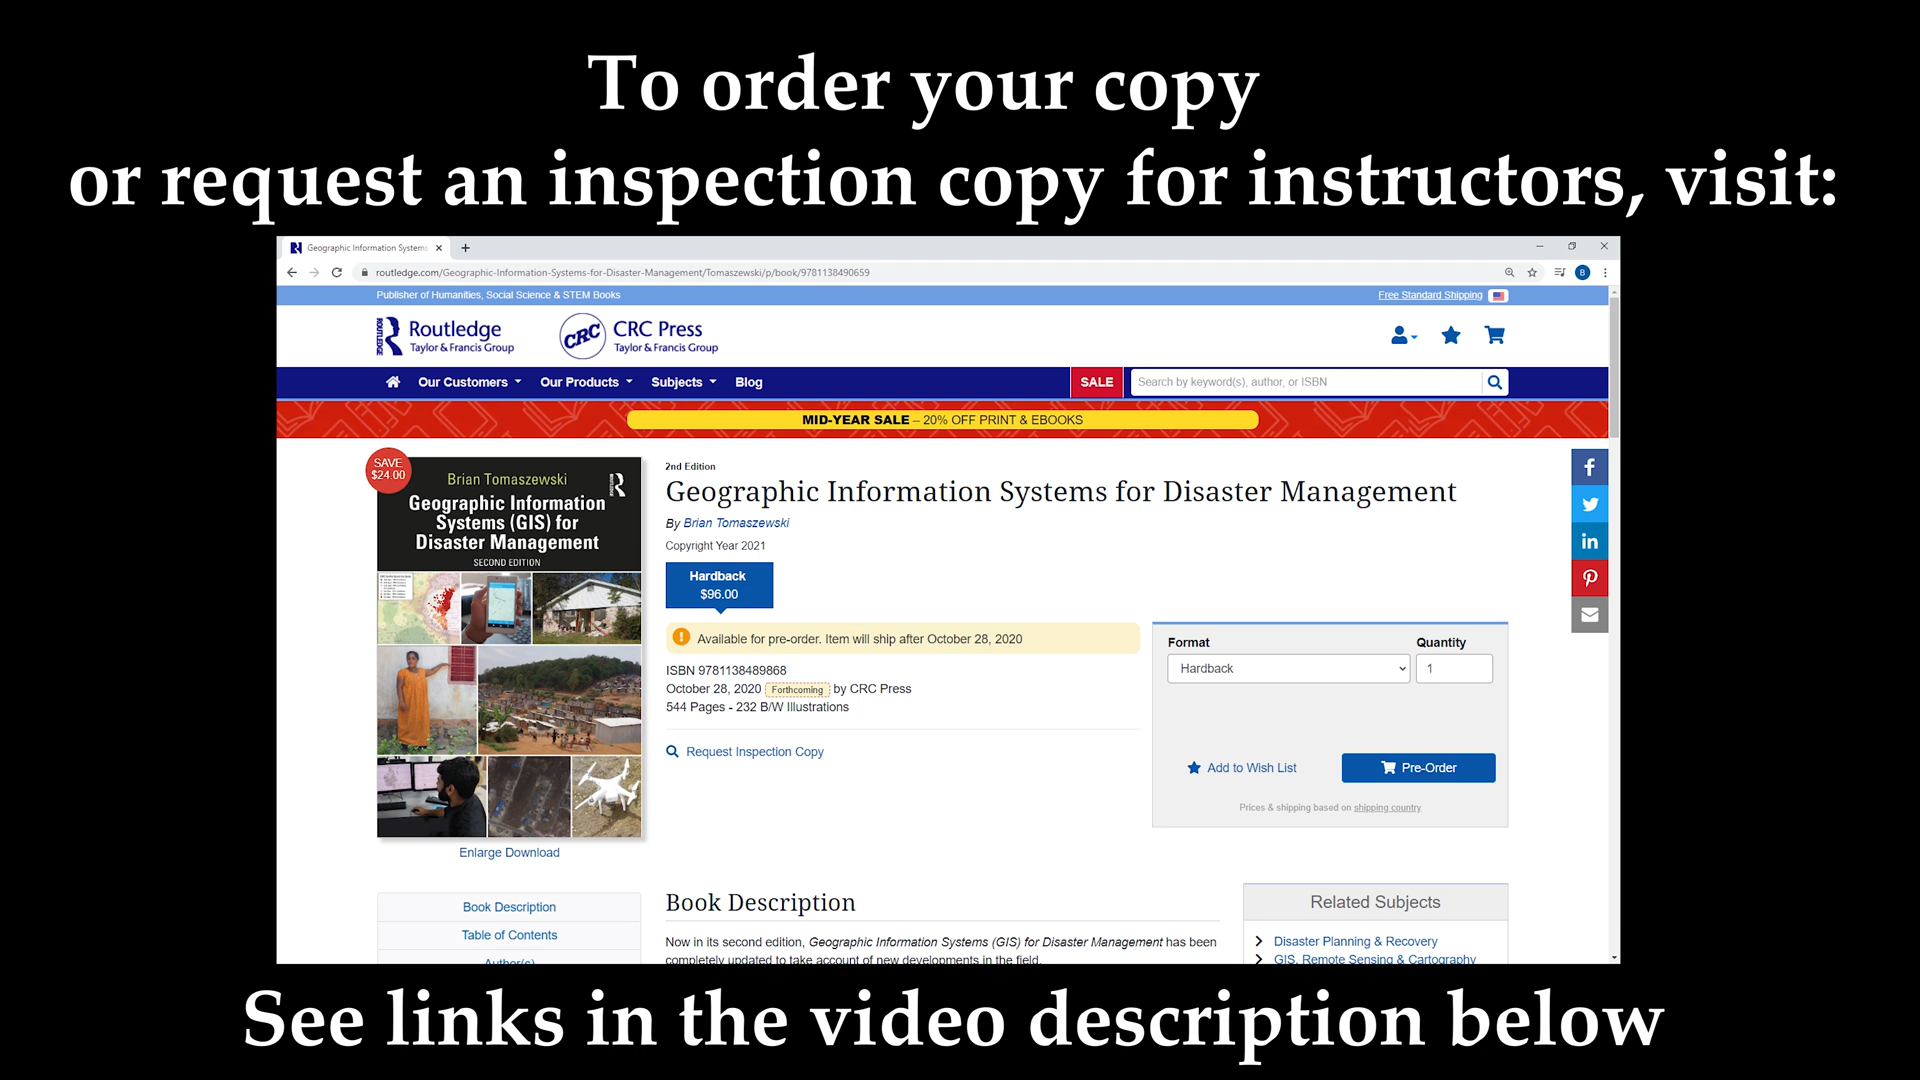 To order your copy
or request an inspection copy for instructors, visit:
Geographic Information Systems
routledge.com/Geographic-Information-Systems-for-Disaster-Management/Tomaszewski/p/book/9781138490659
B
Publisher of Humanities, Social Science & STEM Books
Free Standard Shipping
ROUTLEDGE
Routledge
Taylor & Francis Group
CRC
CRC Press
Taylor & Francis Group
Our Customers
Our Products
Subjects
Blog
SALE
Search by keyword(s), author, or ISBN
MID-YEAR SALE – 20% OFF PRINT & EBOOKS
SAVE
$24.00
Brian Tomaszewski
ROUTLEDGE
Geographic Information
Systems (GIS) for
Disaster Management
SECOND EDITION
Enlarge Download
2nd Edition
Geographic Information Systems for Disaster Management
By Brian Tomaszewski
Copyright Year 2021
Hardback
$96.00
Available for pre-order. Item will ship after October 28, 2020
ISBN 9781138489868
October 28, 2020 Forthcoming by CRC Press
544 Pages - 232 B/W Illustrations
Request Inspection Copy
Format
Quantity
Hardback
1
Add to Wish List
Pre-Order
Prices & shipping based on shipping country
Book Description
Table of Contents
Author(s)
Book Description
Now in its second edition, Geographic Information Systems (GIS) for Disaster Management has been
completely updated to take account of new developments in the field.
Related Subjects
Disaster Planning & Recovery
GIS, Remote Sensing & Cartography
See links in the video description below